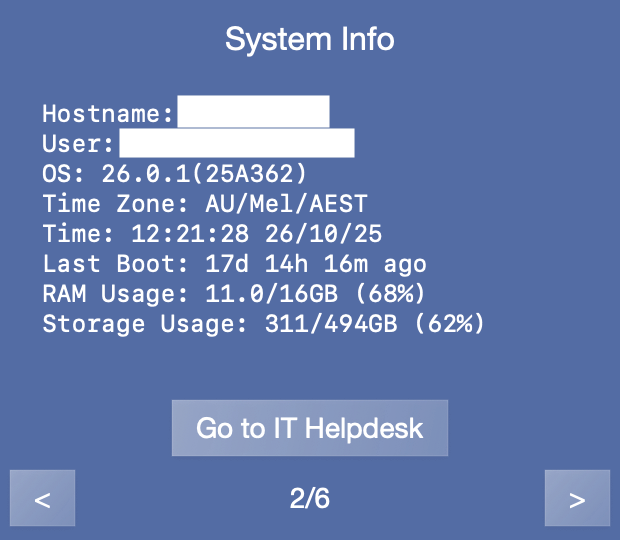 System Info
Hostname:
User:
OS: 26.0.1(25A362)
Time Zone: AU/Mel/AEST
Time: 12:21:28 26/10/25
Last Boot: 17d 14h 16m ago
RAM Usage: 11.0/16GB (68%)
Storage Usage: 311/494GB (62%)
Go to IT Helpdesk
< 2/6 >